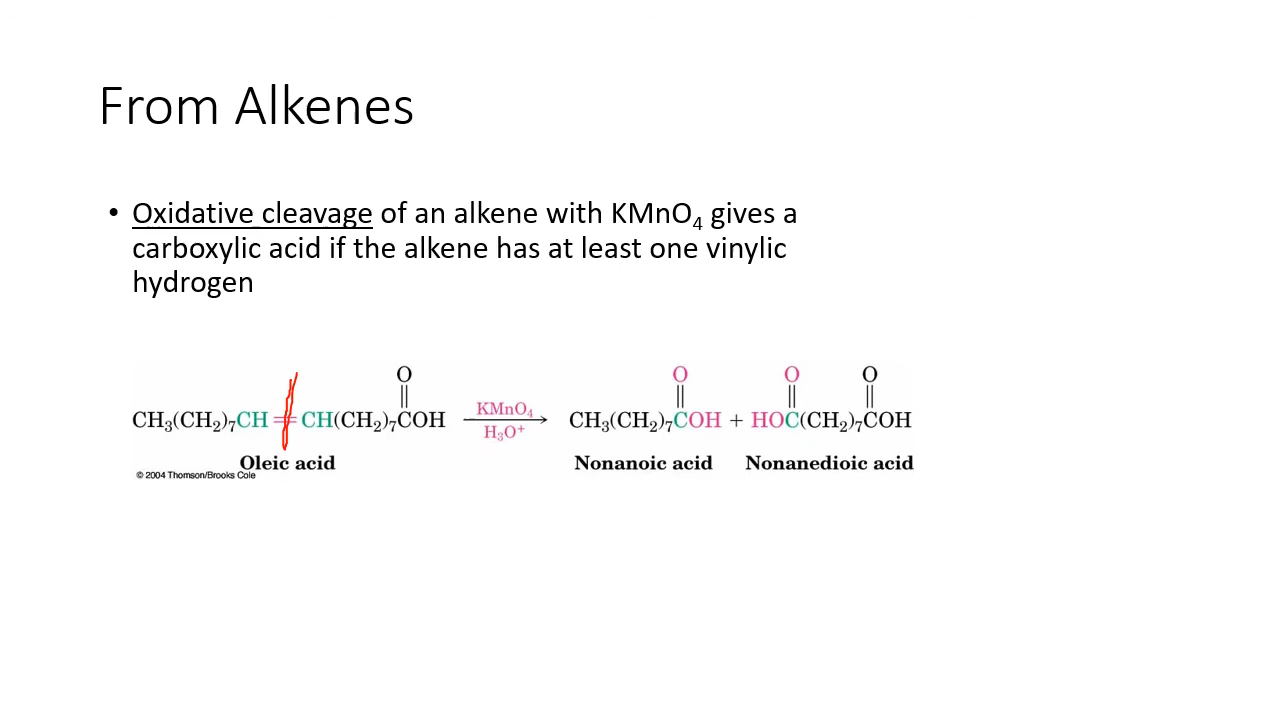 From Alkenes
• Oxidative cleavage of an alkene with KMnO₄ gives a
carboxylic acid if the alkene has at least one vinylic
hydrogen
O O O O
CH₃(CH₂)₇CH=CH(CH₂)₇COH KMnO₄ CH₃(CH₂)₇COH + HOC(CH₂)₇COH
H₃O⁺
Oleic acid Nonanoic acid Nonanedioic acid
© 2004 Thomson/Brooks Cole